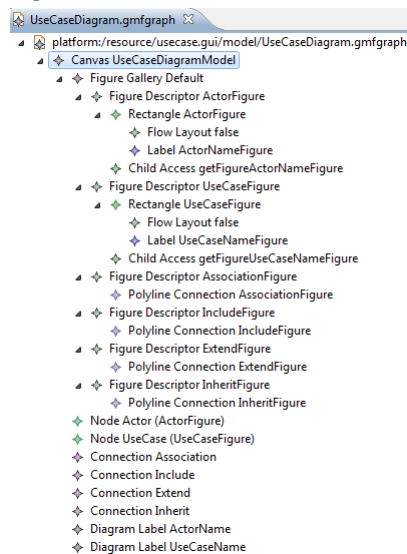 UseCaseDiagram.gmfgraph
platform:/resource/usecase.gui/model/UseCaseDiagram.gmfgraph
Canvas UseCaseDiagramModel
Figure Gallery Default
Figure Descriptor ActorFigure
Rectangle ActorFigure
Flow Layout false
Label ActorNameFigure
Child Access getFigureActorNameFigure
Figure Descriptor UseCaseFigure
Rectangle UseCaseFigure
Flow Layout false
Label UseCaseNameFigure
Child Access getFigureUseCaseNameFigure
Figure Descriptor AssociationFigure
Polyline Connection AssociationFigure
Figure Descriptor IncludeFigure
Polyline Connection IncludeFigure
Figure Descriptor ExtendFigure
Polyline Connection ExtendFigure
Figure Descriptor InheritFigure
Polyline Connection InheritFigure
Node Actor (ActorFigure)
Node UseCase (UseCaseFigure)
Connection Association
Connection Include
Connection Extend
Connection Inherit
Diagram Label ActorName
Diagram Label UseCaseName